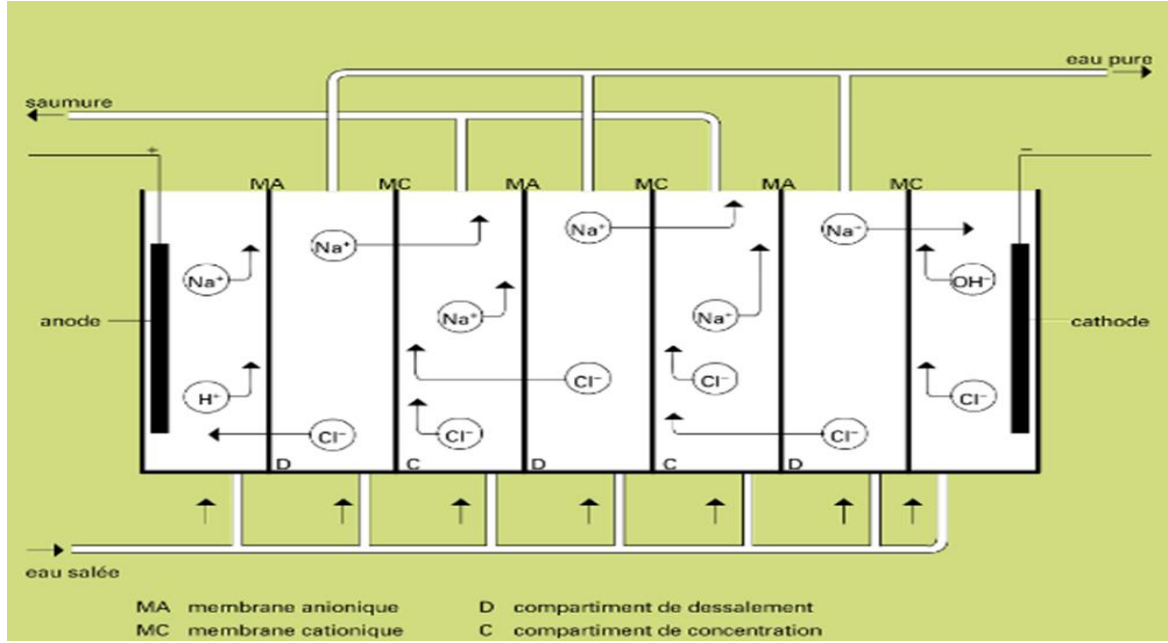 eau pure
saumure
+
−
MA MC MA MC MA MC
Na⁺ Na⁺ Na⁺
Na⁺ OH⁻
Na⁺ Na⁺
anode cathode
Cl⁻ Cl⁻
H⁺ Cl⁻
Cl⁻ Cl⁻ Cl⁻
D C D C D
eau salée
MA membrane anionique D compartiment de dessalement
MC membrane cationique C compartiment de concentration